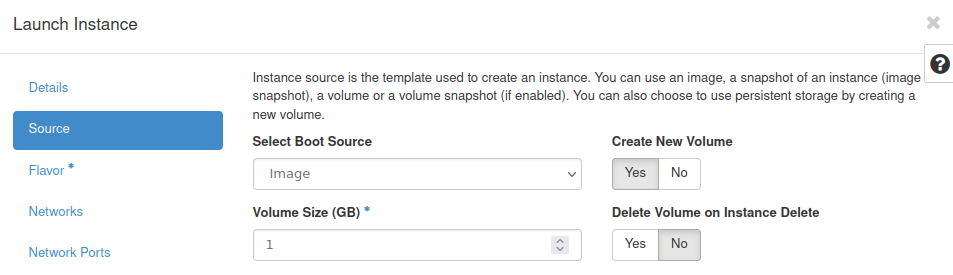 Launch Instance
×
?
Details
Source
Flavor *
Networks
Network Ports
Instance source is the template used to create an instance. You can use an image, a snapshot of an instance (image
snapshot), a volume or a volume snapshot (if enabled). You can also choose to use persistent storage by creating a
new volume.
Select Boot Source
Image
Create New Volume
Yes No
Volume Size (GB) *
1
Delete Volume on Instance Delete
Yes No